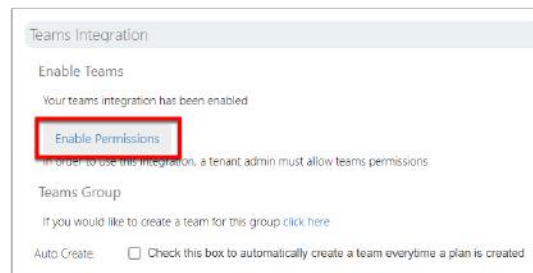 Teams Integration
Enable Teams
Your teams integration has been enabled
Enable Permissions
In order to use this integration, a tenant admin must allow teams permissions
Teams Group
If you would like to create a team for this group click here
Auto Create: Check this box to automatically create a team everytime a plan is created